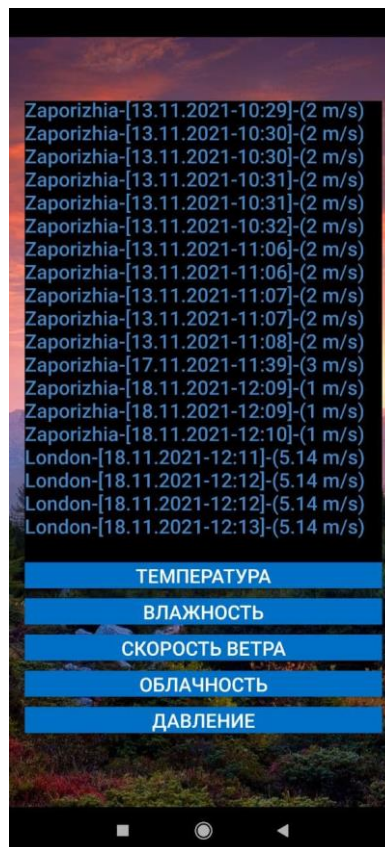 Zaporizhia-[13.11.2021-10:29]-(2 m/s)
Zaporizhia-[13.11.2021-10:30]-(2 m/s)
Zaporizhia-[13.11.2021-10:30]-(2 m/s)
Zaporizhia-[13.11.2021-10:31]-(2 m/s)
Zaporizhia-[13.11.2021-10:31]-(2 m/s)
Zaporizhia-[13.11.2021-10:32]-(2 m/s)
Zaporizhia-[13.11.2021-11:06]-(2 m/s)
Zaporizhia-[13.11.2021-11:06]-(2 m/s)
Zaporizhia-[13.11.2021-11:07]-(2 m/s)
Zaporizhia-[13.11.2021-11:07]-(2 m/s)
Zaporizhia-[13.11.2021-11:08]-(2 m/s)
Zaporizhia-[17.11.2021-11:39]-(3 m/s)
Zaporizhia-[18.11.2021-12:09]-(1 m/s)
Zaporizhia-[18.11.2021-12:09]-(1 m/s)
Zaporizhia-[18.11.2021-12:10]-(1 m/s)
London-[18.11.2021-12:11]-(5.14 m/s)
London-[18.11.2021-12:12]-(5.14 m/s)
London-[18.11.2021-12:12]-(5.14 m/s)
London-[18.11.2021-12:13]-(5.14 m/s)
ТЕМПЕРАТУРА
ВЛАЖНОСТЬ
СКОРОСТЬ ВЕТРА
ОБЛАЧНОСТЬ
ДАВЛЕНИЕ